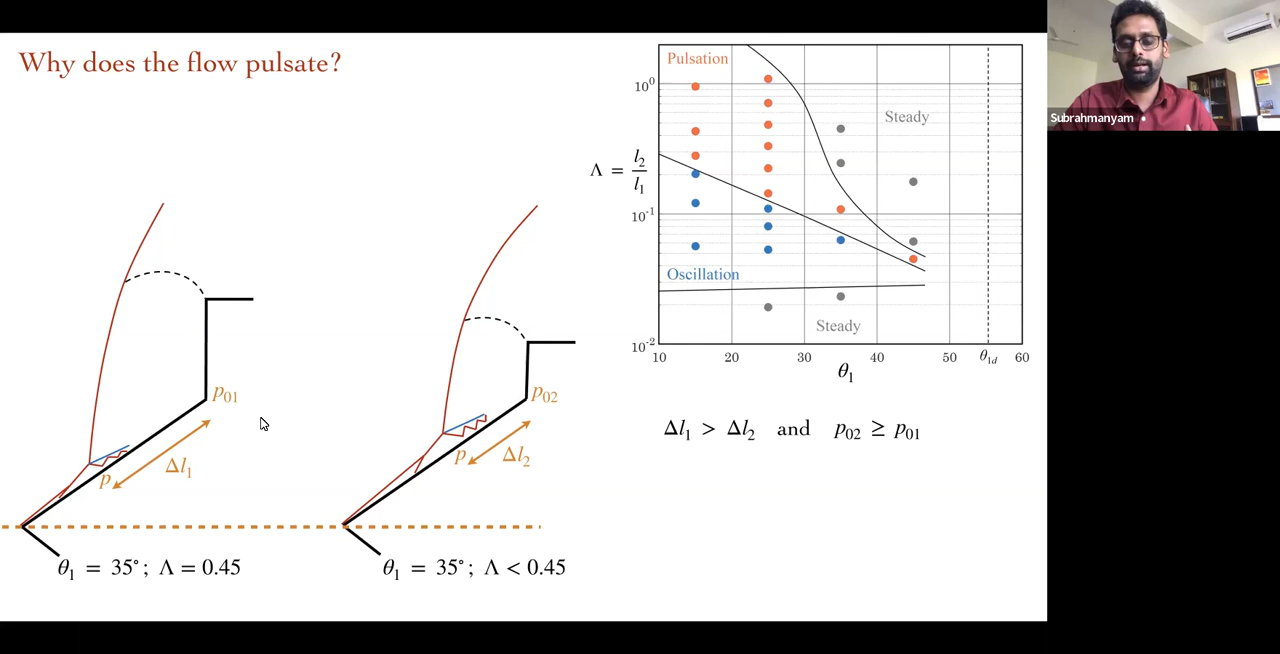 Why does the flow pulsate?
p01
p
Δl1
θ1 = 35°; Λ = 0.45
p02
p
Δl2
θ1 = 35°; Λ < 0.45
Λ = l2/l1
Pulsation
Steady
Oscillation
Steady
10^0
10^-1
10^-2
10 20 30 40 50 θ1d 60
θ1
Δl1 > Δl2 and p02 ≥ p01
Subrahmanyam